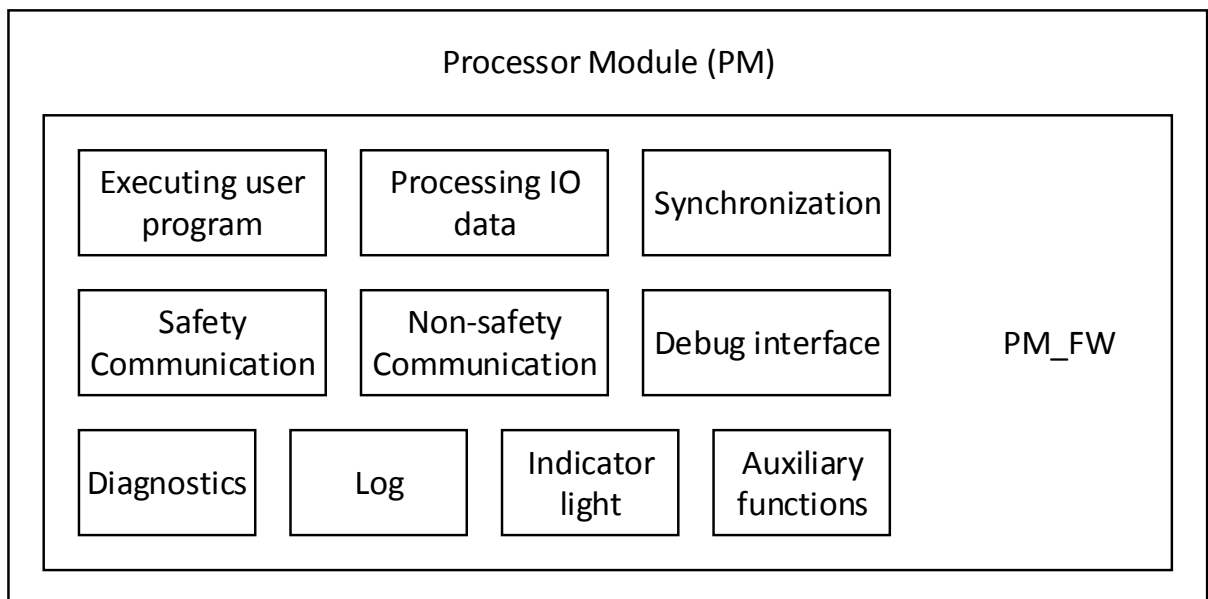 Processor Module (PM)
Executing user
program
Processing IO
data
Synchronization
Safety
Communication
Non-safety
Communication
Debug interface
PM_FW
Diagnostics
Log
Indicator
light
Auxiliary
functions